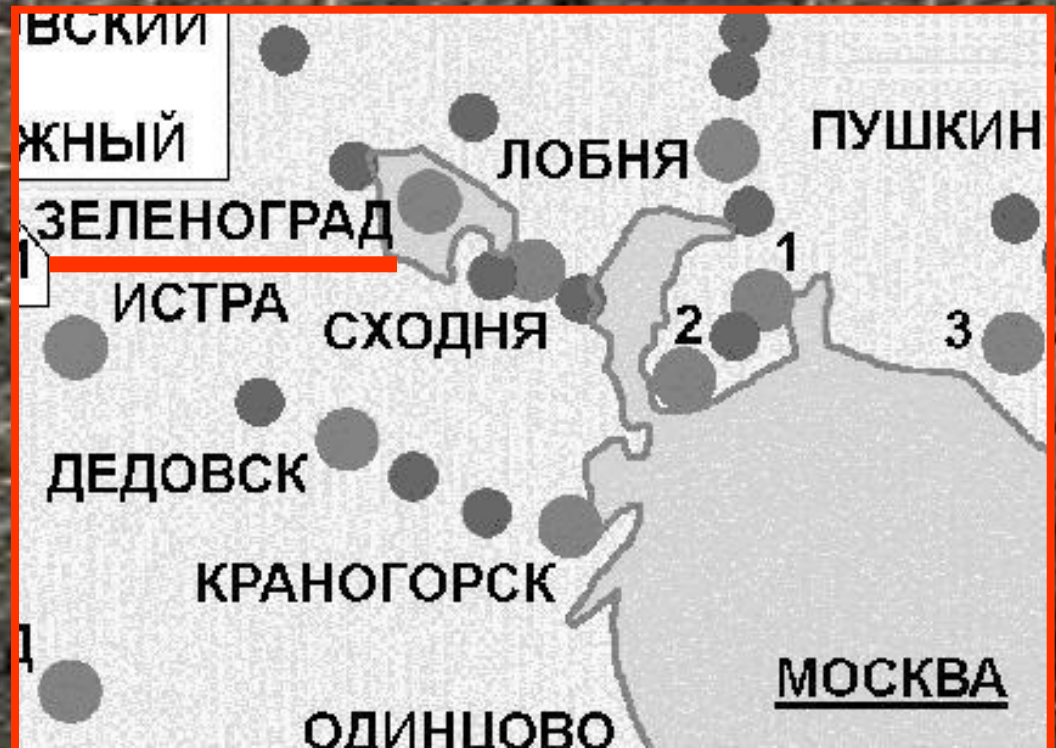 ВСКИЙ
ЖНЫЙ
ЛОБНЯ
ПУШКИН
ЗЕЛЕНОГРАД
1
ИСТРА
СХОДНЯ
2
3
ДЕДОВСК
КРАНОГОРСК
МОСКВА
ОДИНЦОВО